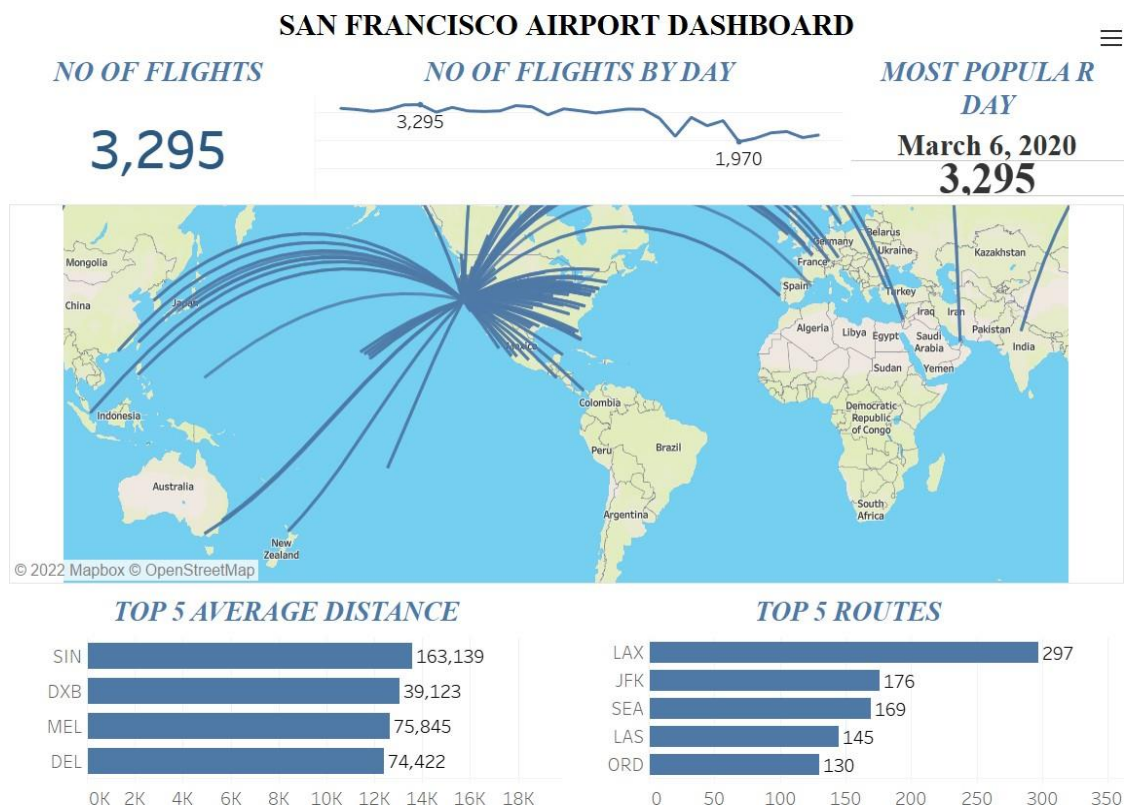 SAN FRANCISCO AIRPORT DASHBOARD
NO OF FLIGHTS
NO OF FLIGHTS BY DAY
MOST POPULA R
DAY
3,295
3,295
1,970
March 6, 2020
3,295
Mongolia
China
Japan
Indonesia
Australia
New
Zealand
Mexico
Colombia
Peru
Brazil
Argentina
Belarus
Germany
Ukraine
France
Kazakhstan
Spain
Turkey
Iraq
Iran
Algeria
Libya
Egypt
Saudi
Arabia
Pakistan
India
Sudan
Yemen
Democratic
Republic
of Congo
South
Africa
© 2022 Mapbox © OpenStreetMap
TOP 5 AVERAGE DISTANCE
SIN 163,139
DXB 39,123
MEL 75,845
DEL 74,422
0K 2K 4K 6K 8K 10K 12K 14K 16K 18K
TOP 5 ROUTES
LAX 297
JFK 176
SEA 169
LAS 145
ORD 130
0 50 100 150 200 250 300 350